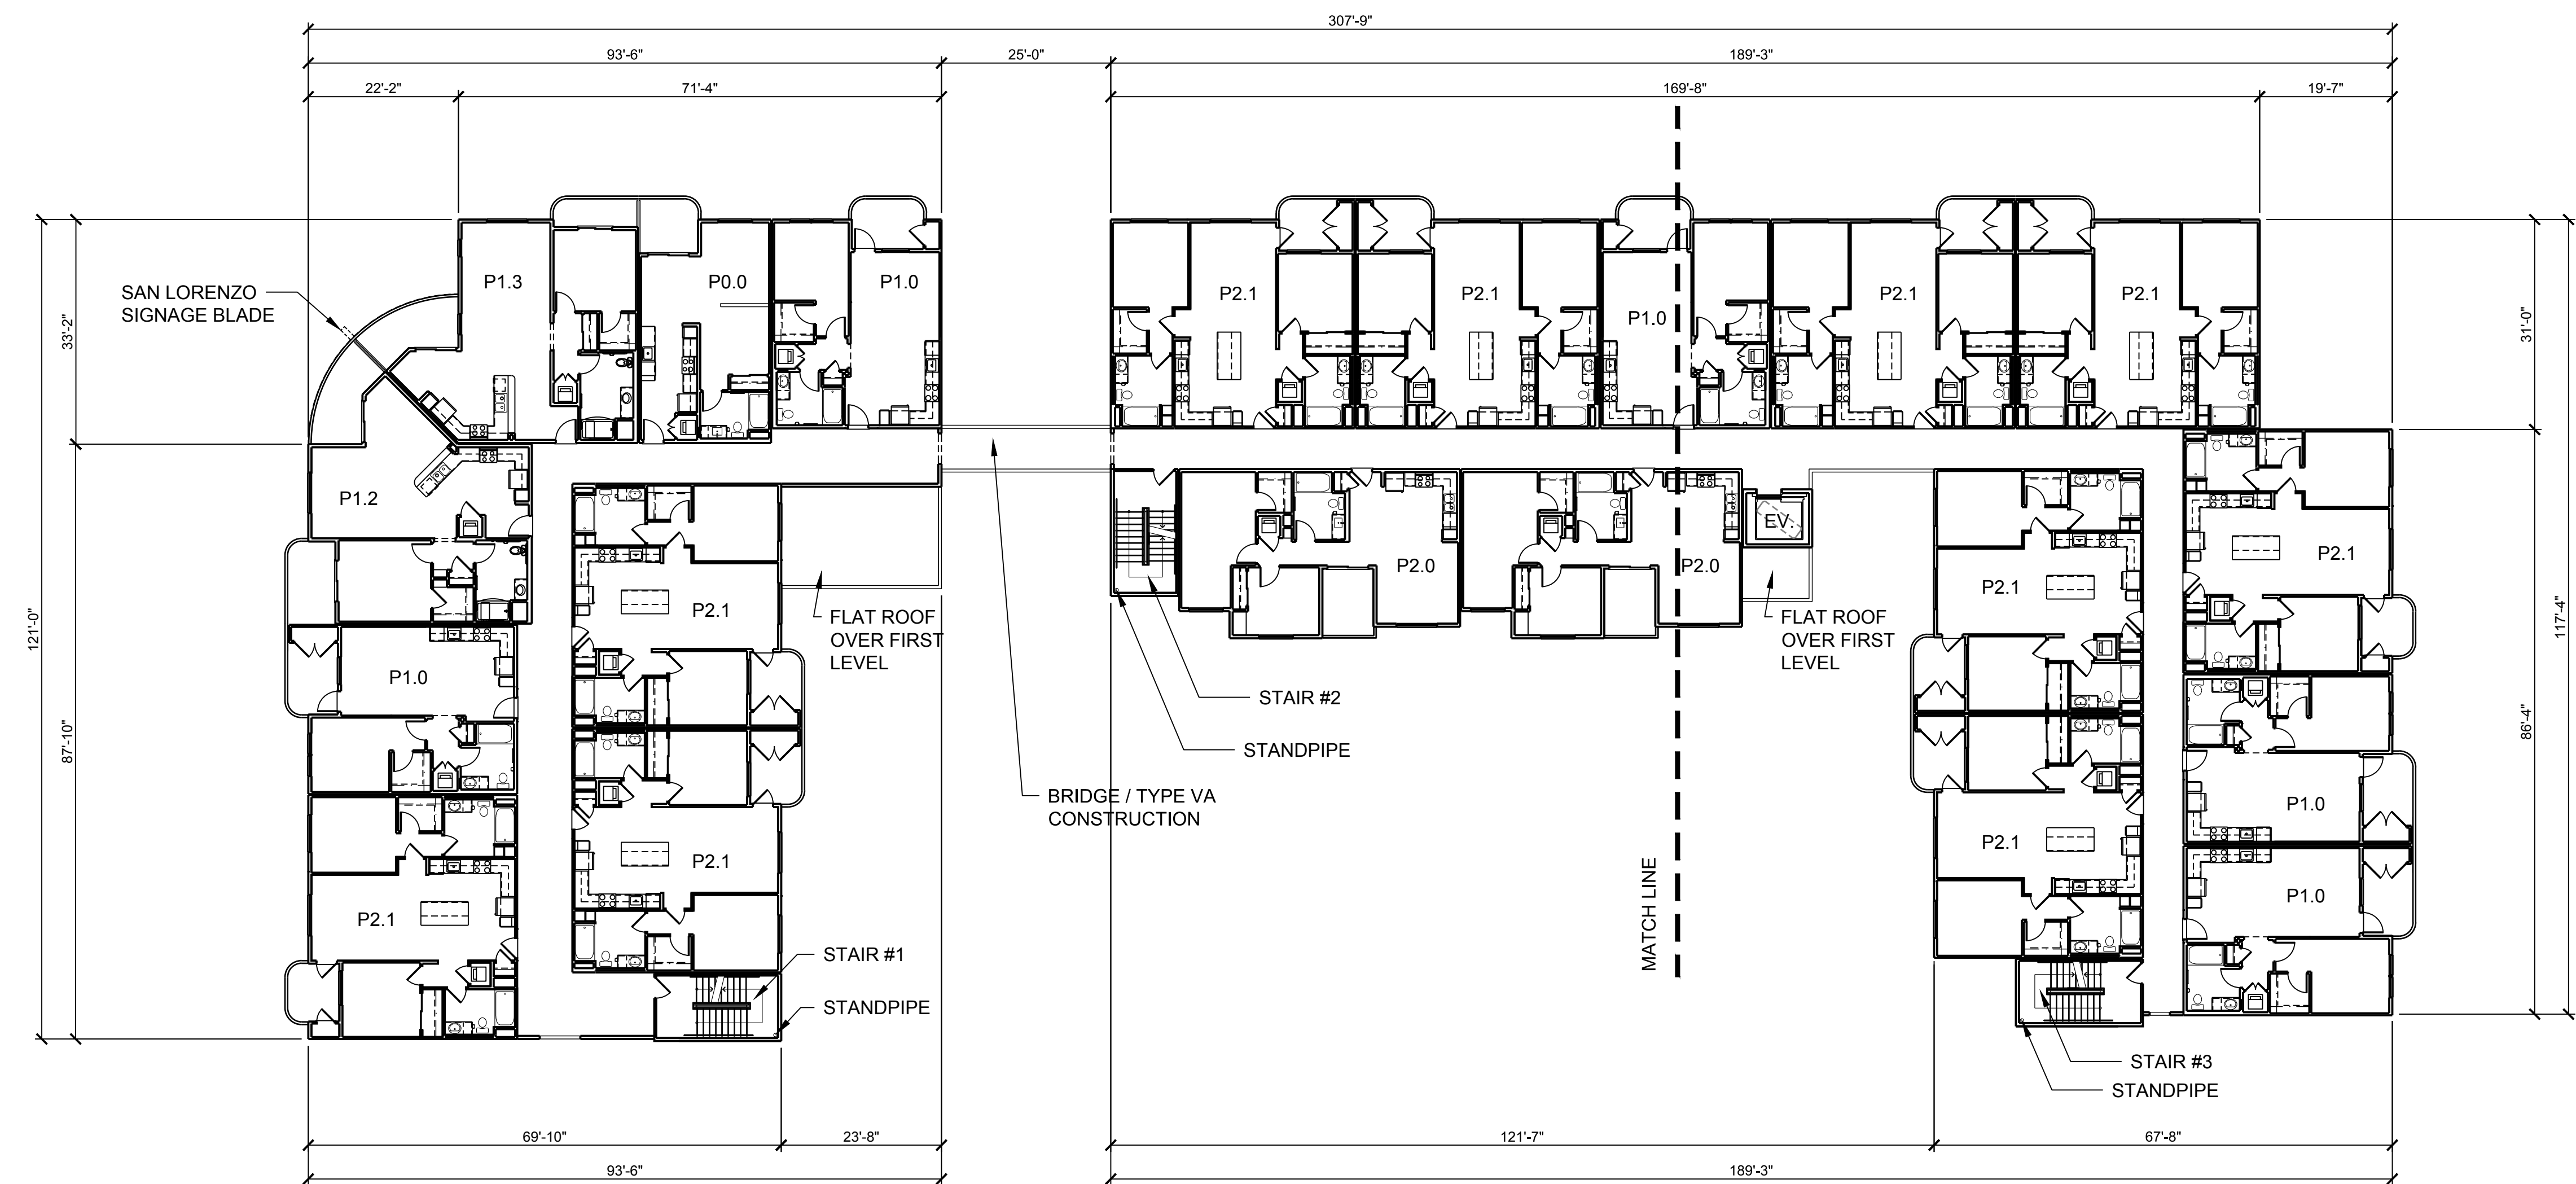 307'-9"
93'-6"
25'-0"
189'-3"
22'-2"
71'-4"
169'-8"
19'-7"
SAN LORENZO
SIGNAGE BLADE
P1.3
P0.0
P1.0
P2.1
P2.1
P1.0
P2.1
P2.1
33'-2"
31'-0"
P1.2
EV.
P2.0
P2.0
P2.1
P2.1
P2.1
P1.0
121'-0"
117'-4"
FLAT ROOF
OVER FIRST
LEVEL
FLAT ROOF
OVER FIRST
LEVEL
STAIR #2
STANDPIPE
87'-10"
86'-4"
BRIDGE / TYPE VA
CONSTRUCTION
P1.0
P2.1
P2.1
P2.1
P1.0
MATCH LINE
STAIR #1
STANDPIPE
STAIR #3
STANDPIPE
69'-10"
23'-8"
121'-7"
67'-8"
93'-6"
189'-3"